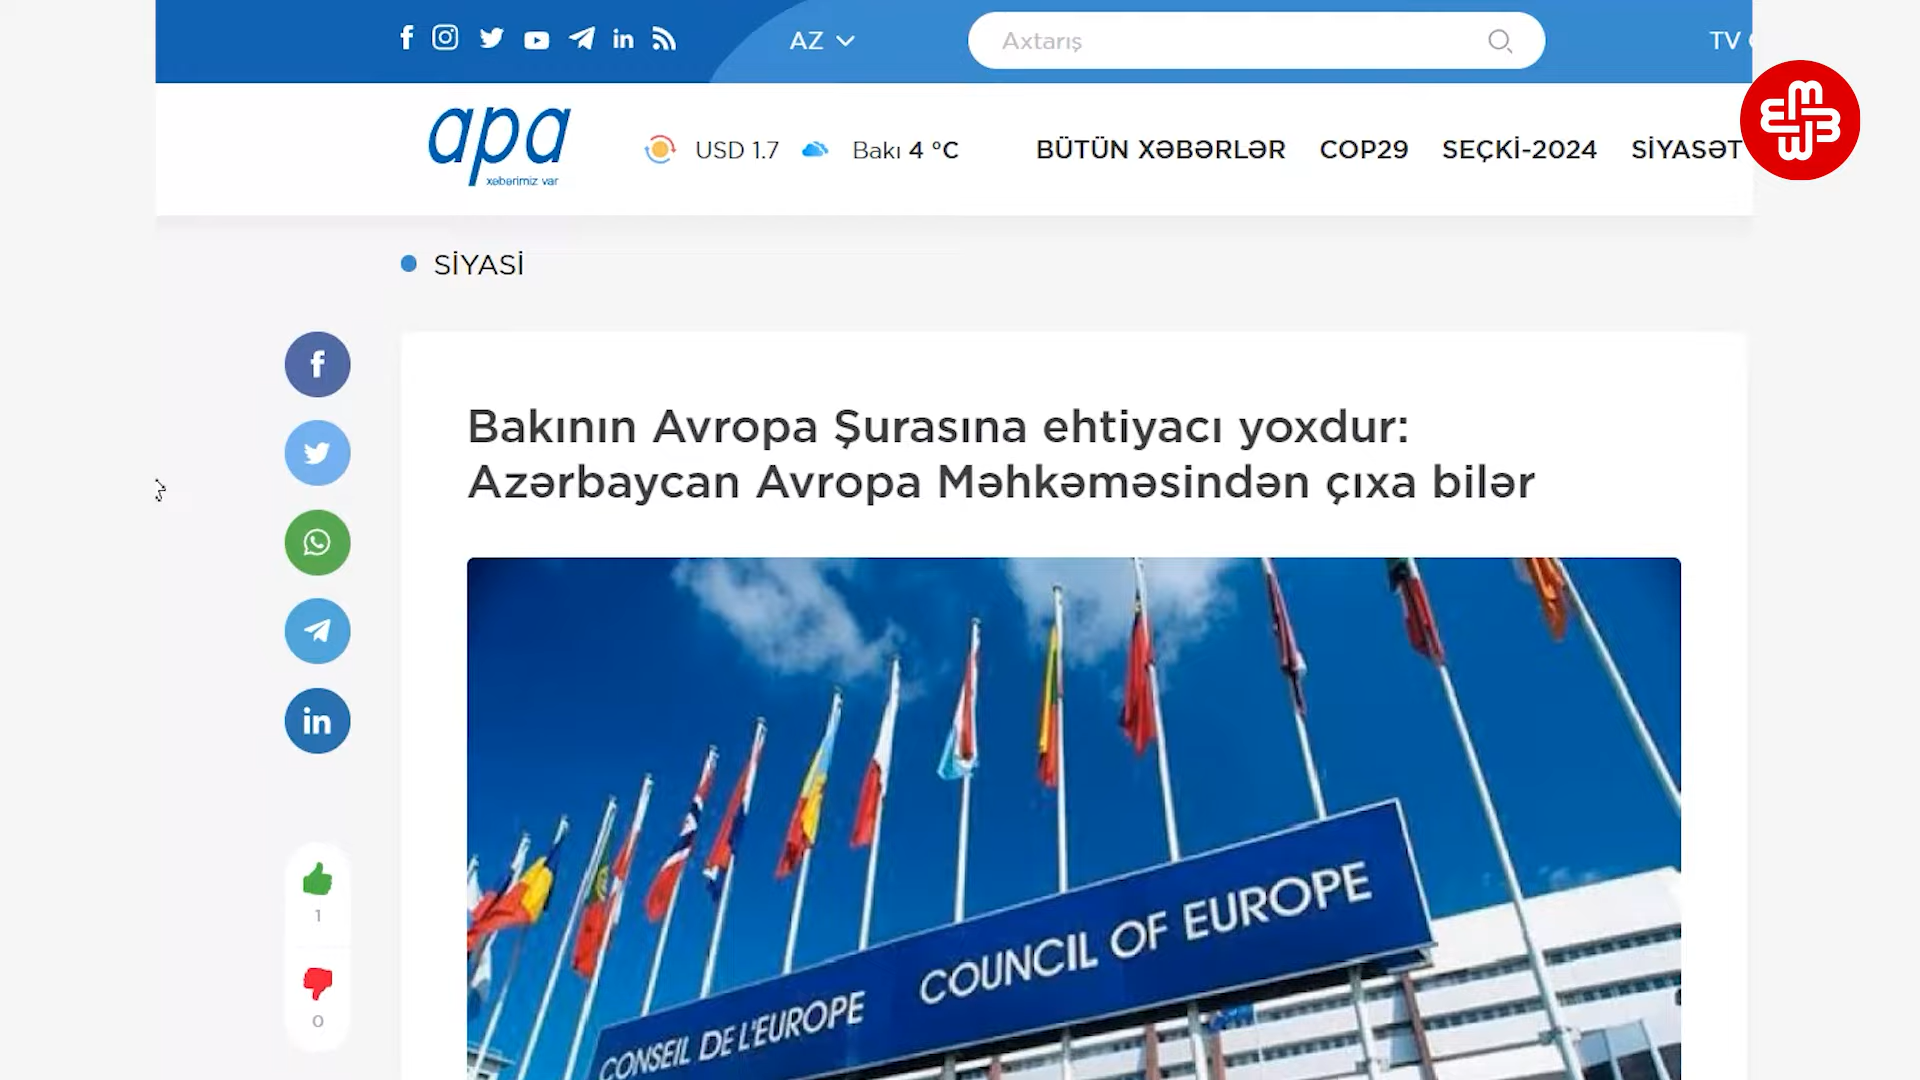 AZ
Axtarış
TV
apa
xəbərimiz var
USD 1.7
Bakı 4 °C
BÜTÜN XƏBƏRLƏR
COP29
SEÇKİ-2024
SİYASƏT
SİYASİ
Bakının Avropa Şurasına ehtiyacı yoxdur:
Azərbaycan Avropa Məhkəməsindən çıxa bilər
1
0
CONSEIL DE L'EUROPE
COUNCIL OF EUROPE